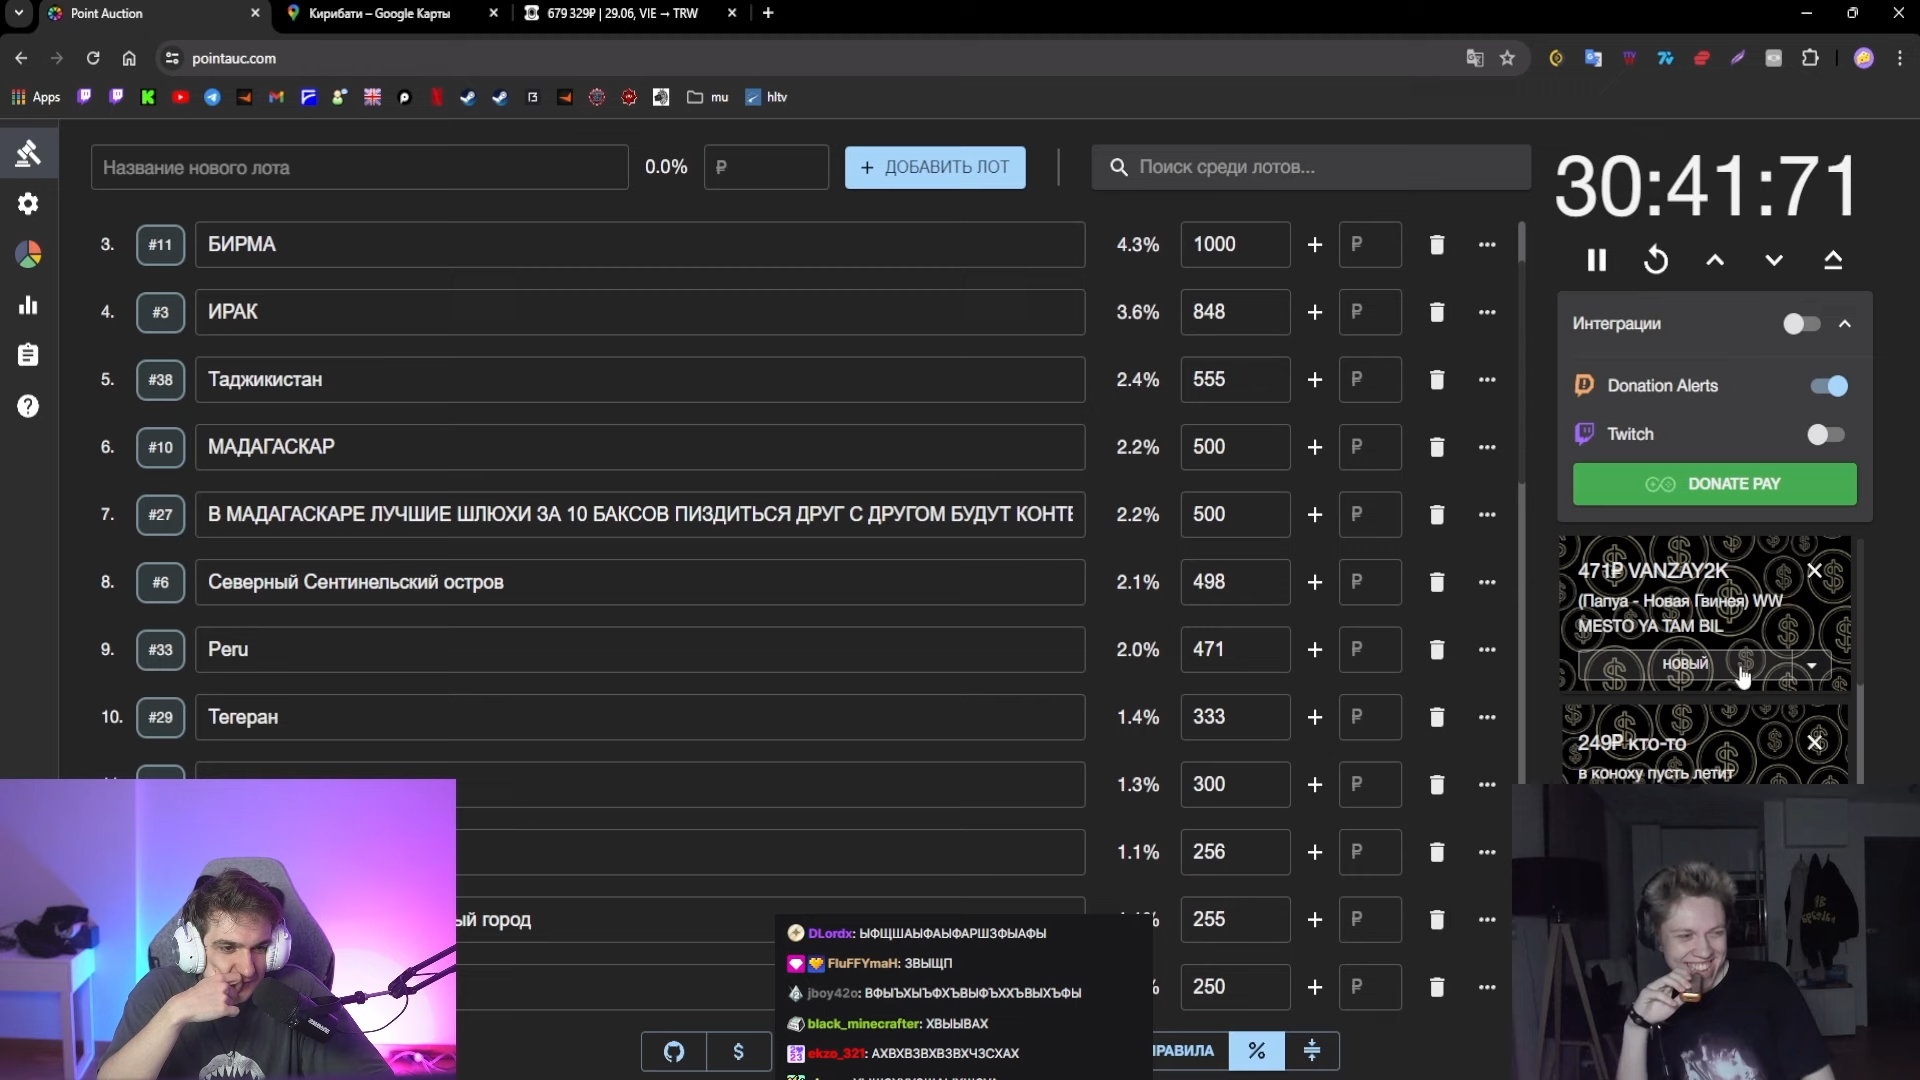 Point Auction
Кирибати – Google Карты
679 329₽ | 29.06, VIE → TRW
pointauc.com
Apps
mu
hltv
Название нового лота
0.0%
₽
+ ДОБАВИТЬ ЛОТ
Поиск среди лотов...
30:41:71
3. #11 БИРМА 4.3% 1000 + ₽
4. #3 ИРАК 3.6% 848 + ₽
5. #38 Таджикистан 2.4% 555 + ₽
6. #10 МАДАГАСКАР 2.2% 500 + ₽
7. #27 В МАДАГАСКАРЕ ЛУЧШИЕ ШЛЮХИ ЗА 10 БАКСОВ ПИЗДИТЬСЯ ДРУГ С ДРУГОМ БУДУТ КОНТЕ 2.2% 500 + ₽
8. #6 Северный Сентинельский остров 2.1% 498 + ₽
9. #33 Peru 2.0% 471 + ₽
10. #29 Тегеран 1.4% 333 + ₽
1.3% 300 + ₽
1.1% 256 + ₽
ый город 255 + ₽
250 + ₽
Интеграции
Donation Alerts
Twitch
DONATE PAY
471₽ VANZAY2K
(Папуа - Новая Гвинея) WW
MESTO YA TAM BIL
НОВЫЙ
249₽ кто-то
в коноху пусть летит
DLordx: ЫФЩШАЫФАЫФАРШЗФЫАФЫ
FluFFYmaH: ЗВЫЩП
jboy42o: ВФЫЪХЫЪФХЪВЫФЪХХЪВЫХЪФЫ
black_minecrafter: ХВЫЫВАХ
ekzo_321: АХВХВЗВХВЗВХЧЗСХАХ
$
РАВИЛА
%